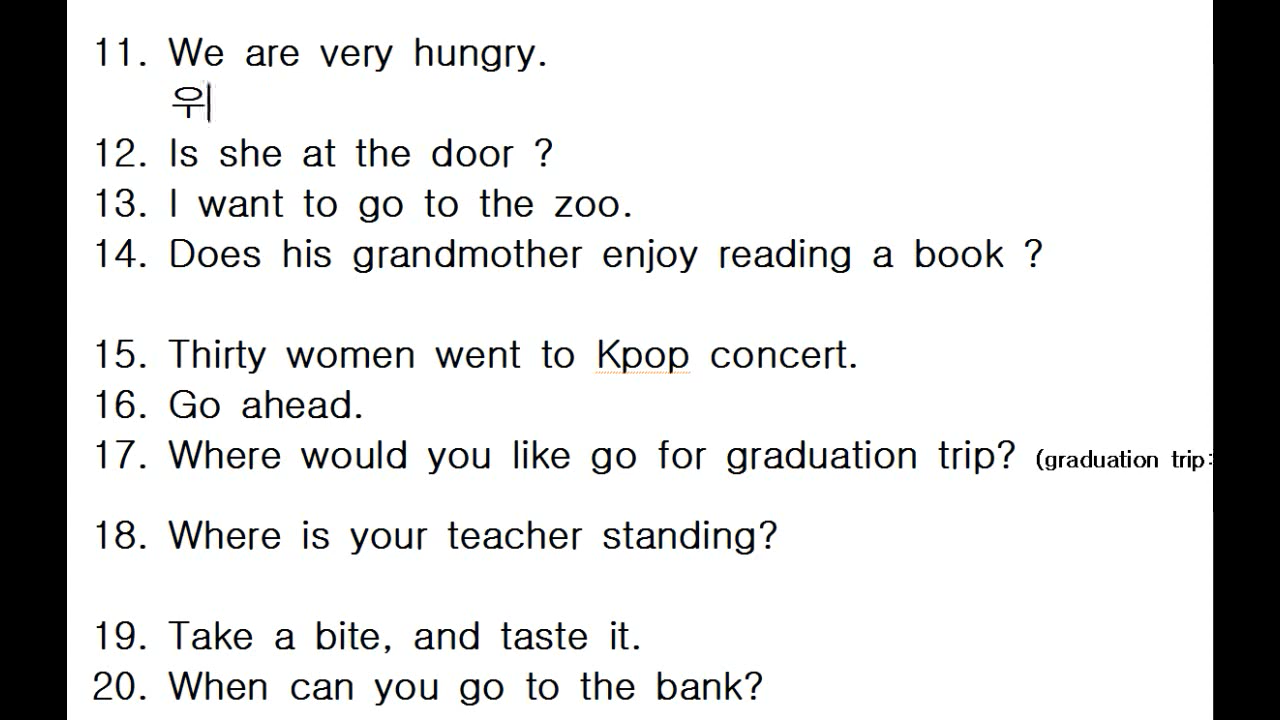 11. We are very hungry.
우
12. Is she at the door ?
13. I want to go to the zoo.
14. Does his grandmother enjoy reading a book ?
15. Thirty women went to Kpop concert.
16. Go ahead.
17. Where would you like go for graduation trip? (graduation trip:
18. Where is your teacher standing?
19. Take a bite, and taste it.
20. When can you go to the bank?